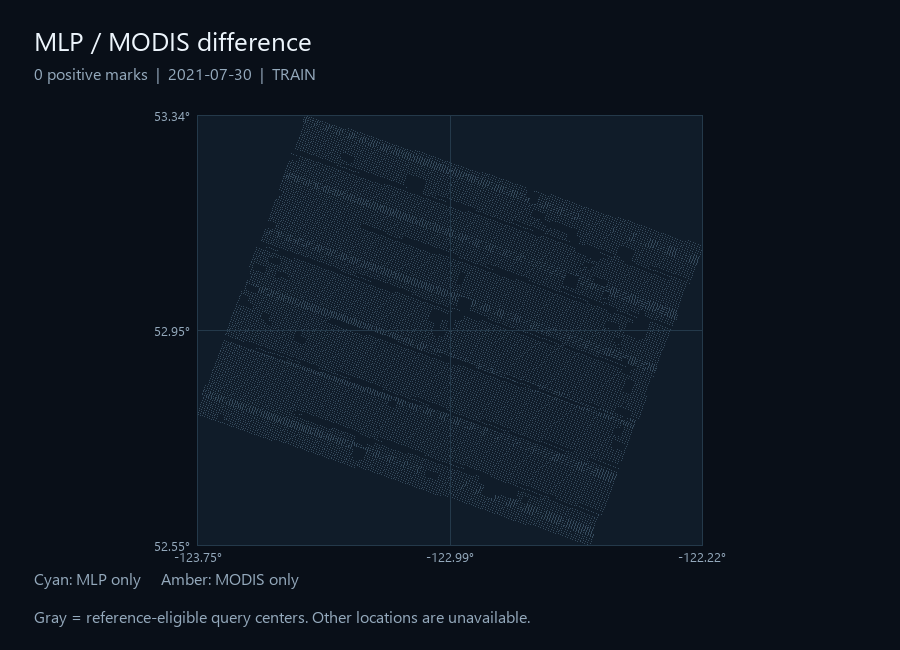 MLP / MODIS difference
0 positive marks | 2021-07-30 | TRAIN
53.34°
52.95°
52.55°
-123.75° -122.99° -122.22°
Cyan: MLP only Amber: MODIS only
Gray = reference-eligible query centers. Other locations are unavailable.